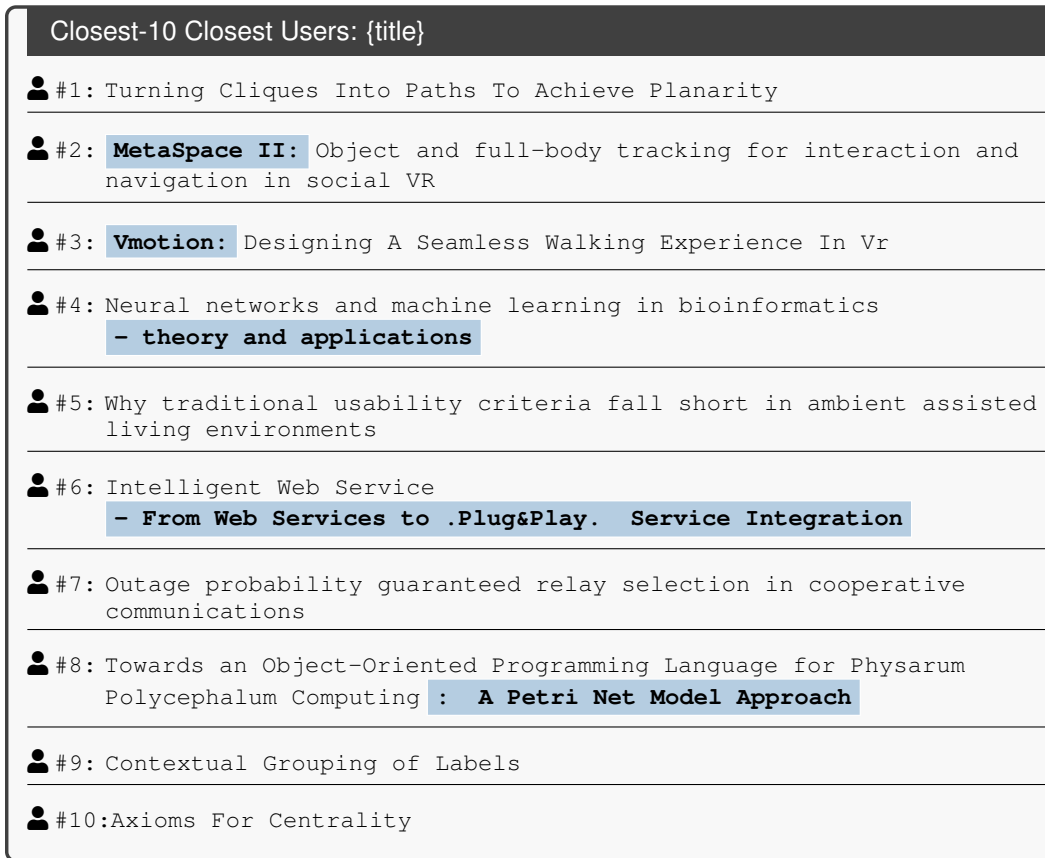 Closest-10 Closest Users: {title}
#1: Turning Cliques Into Paths To Achieve Planarity
#2: MetaSpace II: Object and full-body tracking for interaction and
navigation in social VR
#3: Vmotion: Designing A Seamless Walking Experience In Vr
#4: Neural networks and machine learning in bioinformatics
- theory and applications
#5: Why traditional usability criteria fall short in ambient assisted
living environments
#6: Intelligent Web Service
- From Web Services to .Plug&Play. Service Integration
#7: Outage probability guaranteed relay selection in cooperative
communications
#8: Towards an Object-Oriented Programming Language for Physarum
Polycephalum Computing : A Petri Net Model Approach
#9: Contextual Grouping of Labels
#10:Axioms For Centrality